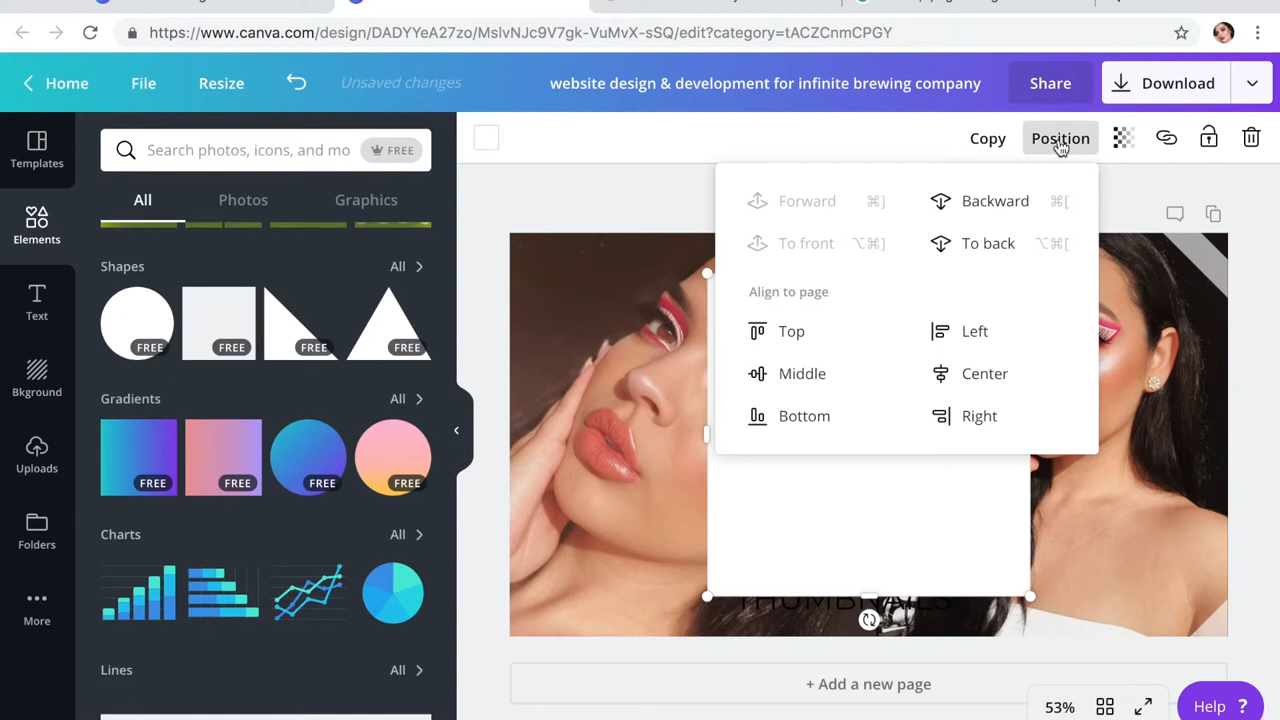 https://www.canva.com/design/DADYYeA27zo/MslvNJc9V7gk-VuMvX-sSQ/edit?category=tACZCnmCPGY
Home File Resize Unsaved changes website design & development for infinite brewing company Share Download
Templates
Elements
Text
Bkground
Uploads
Folders
More
Search photos, icons, and mo FREE
All Photos Graphics
Shapes All
FREE FREE FREE FREE
Gradients All
FREE FREE FREE FREE
Charts All
Lines All
Copy Position
Forward ⌘] Backward ⌘[
To front ⌥⌘] To back ⌥⌘[
Align to page
Top Left
Middle Center
Bottom Right
THUMBNAILS
+ Add a new page
53% Help ?